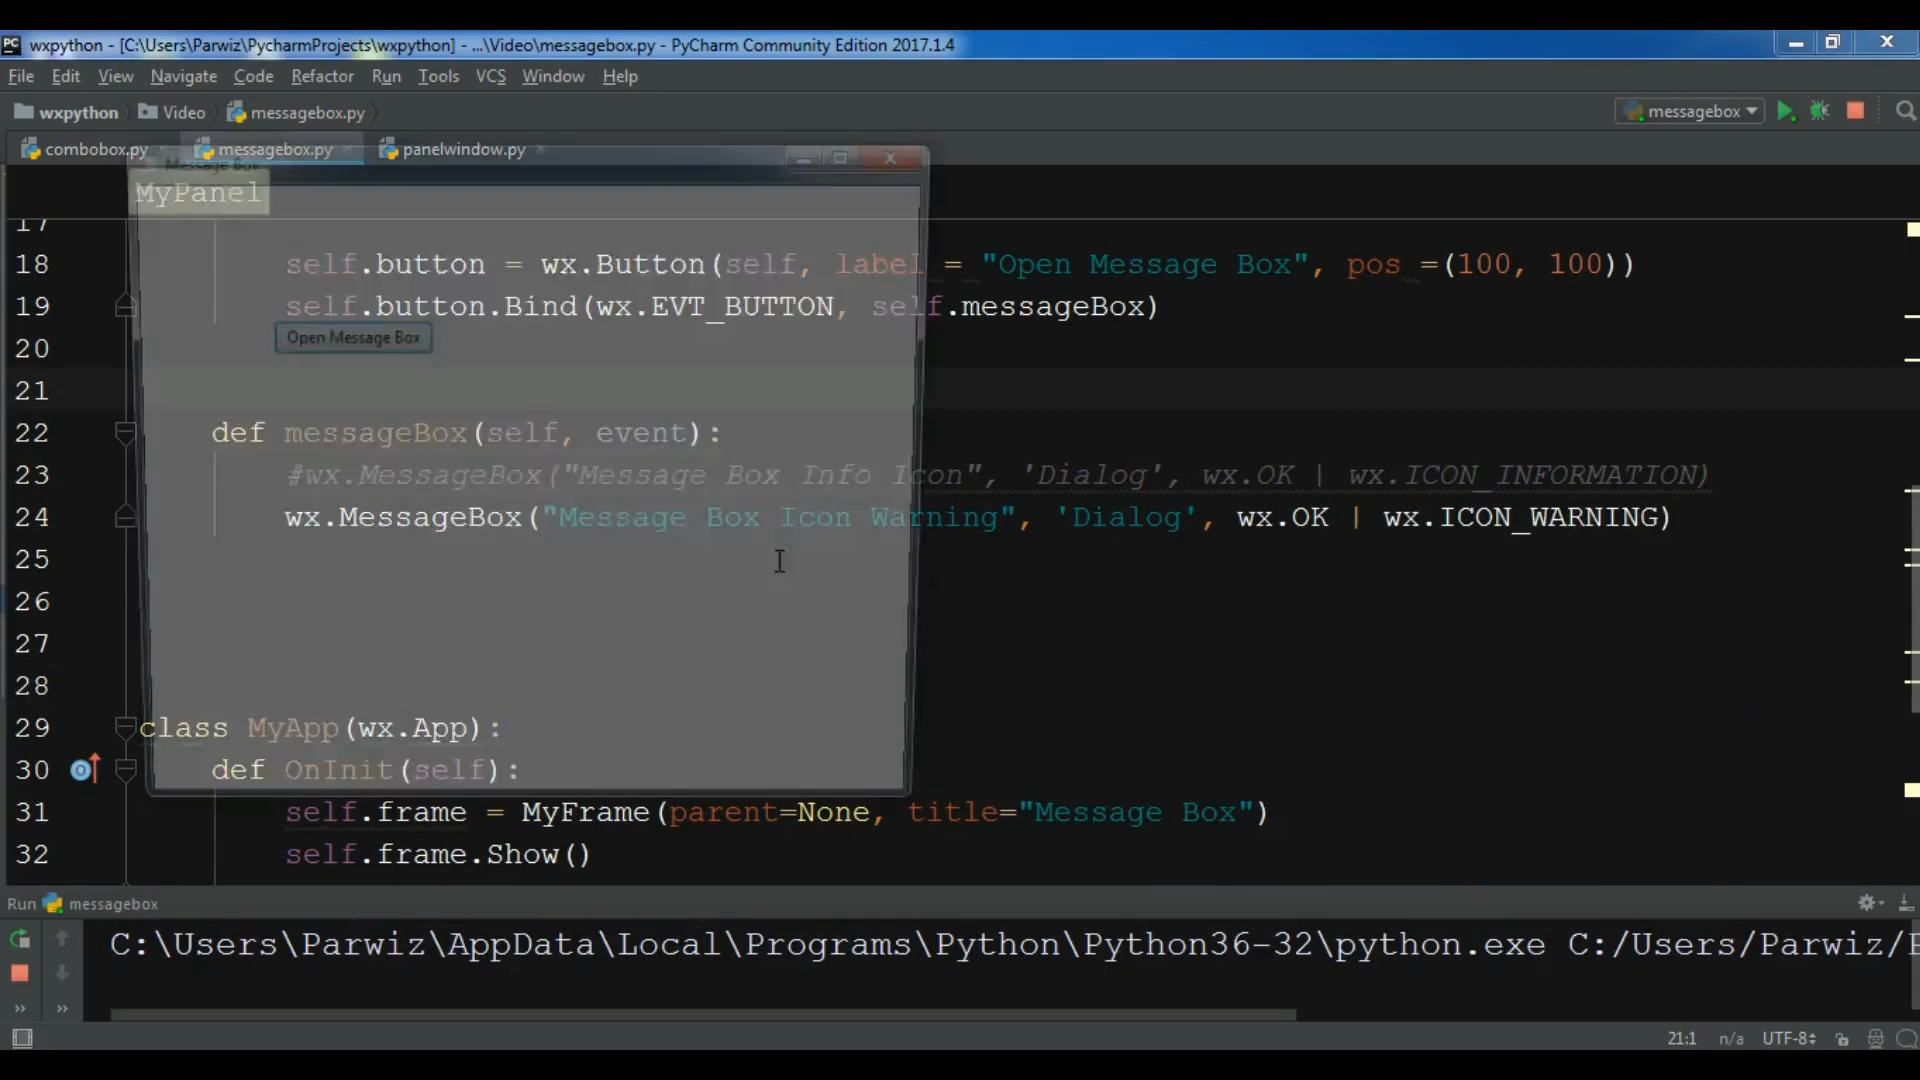 wxpython - [C:\Users\Parwiz\PycharmProjects\wxpython] - ...\Video\messagebox.py - PyCharm Community Edition 2017.1.4
File Edit View Navigate Code Refactor Run Tools VCS Window Help
wxpython Video messagebox.py messagebox
combobox.py messagebox.py panelwindow.py
Message Box
MyPanel
17
18 self.button = wx.Button(self, label = "Open Message Box", pos =(100, 100))
19 self.button.Bind(wx.EVT_BUTTON, self.messageBox)
Open Message Box
20
21
22 def messageBox(self, event):
23 #wx.MessageBox("Message Box Info Icon", 'Dialog', wx.OK | wx.ICON_INFORMATION)
24 wx.MessageBox("Message Box Icon Warning", 'Dialog', wx.OK | wx.ICON_WARNING)
25
26
27
28
29 class MyApp(wx.App):
30 def OnInit(self):
31 self.frame = MyFrame(parent=None, title="Message Box")
32 self.frame.Show()
Run messagebox
C:\Users\Parwiz\AppData\Local\Programs\Python\Python36-32\python.exe C:/Users/Parwiz/
21:1 n/a UTF-8